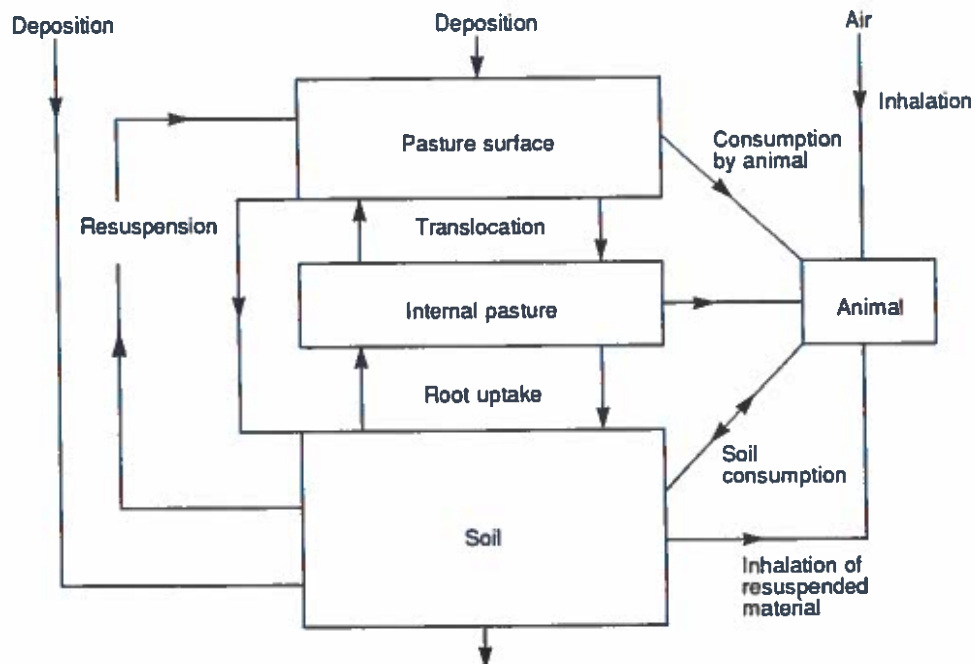 Deposition
Deposition
Air
Inhalation
Pasture surface
Consumption
by animal
Resuspension
Translocation
Internal pasture
Animal
Root uptake
Soil
consumption
Soil
Inhalation of
resuspended
material